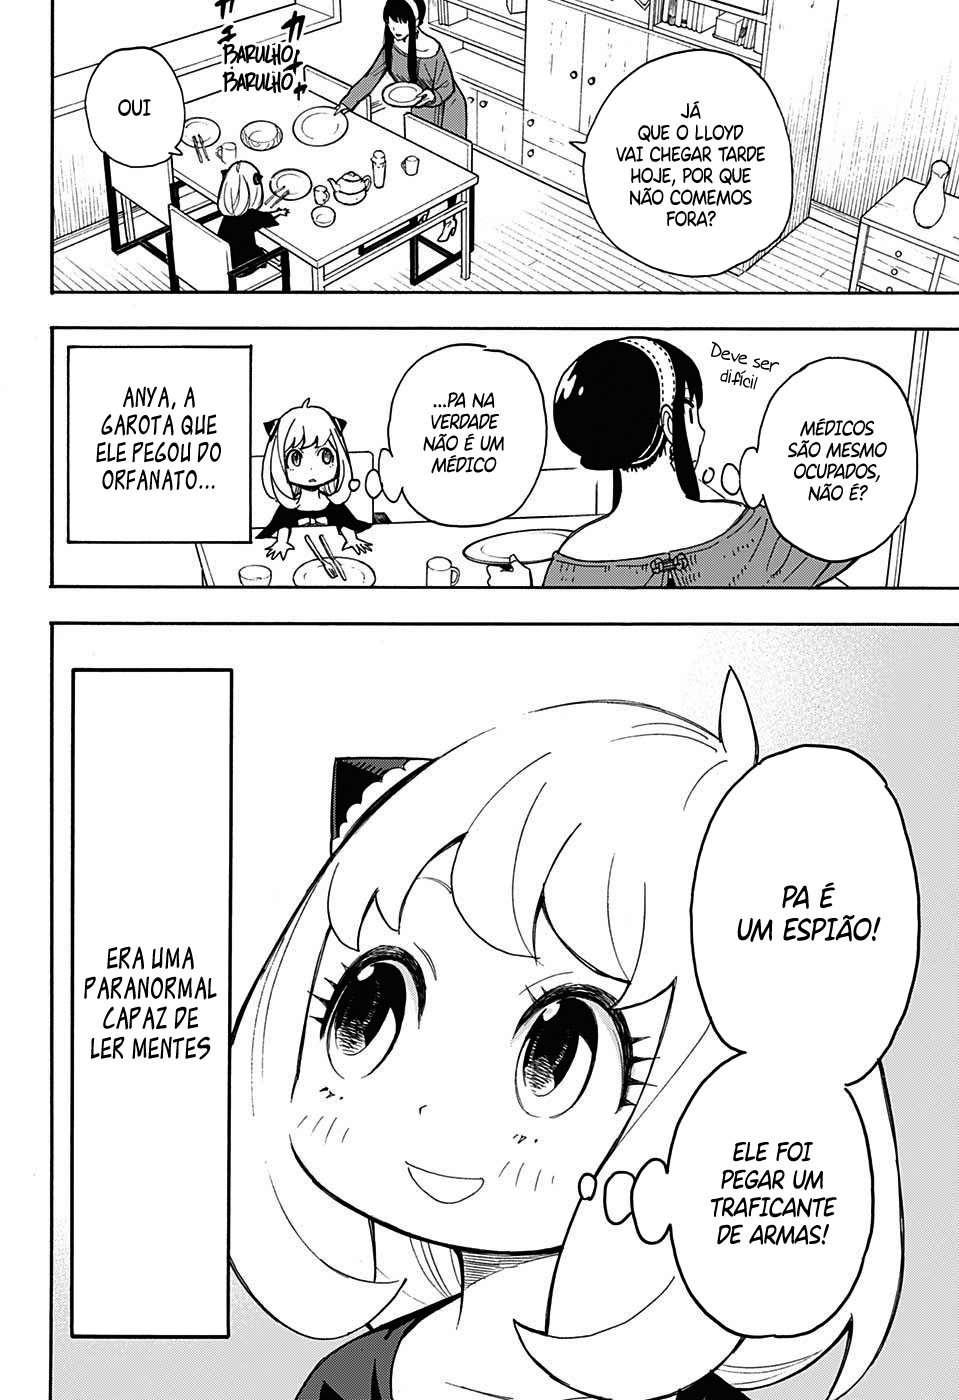 JÁ
QUE O LLOYD
VAI CHEGAR TARDE
HOJE, POR QUE
NÃO COMEMOS
FORA?
BARULHO
BARULHO
OUI
Deve ser
difícil
MÉDICOS
SÃO MESMO
OCUPADOS,
NÃO É?
...PA NA
VERDADE
NÃO É UM
MÉDICO
ANYA, A
GAROTA QUE
ELE PEGOU DO
ORFANATO...
PA É
UM ESPIÃO!
ELE FOI
PEGAR UM
TRAFICANTE
DE ARMAS!
ERA UMA
PARANORMAL
CAPAZ DE
LER MENTES